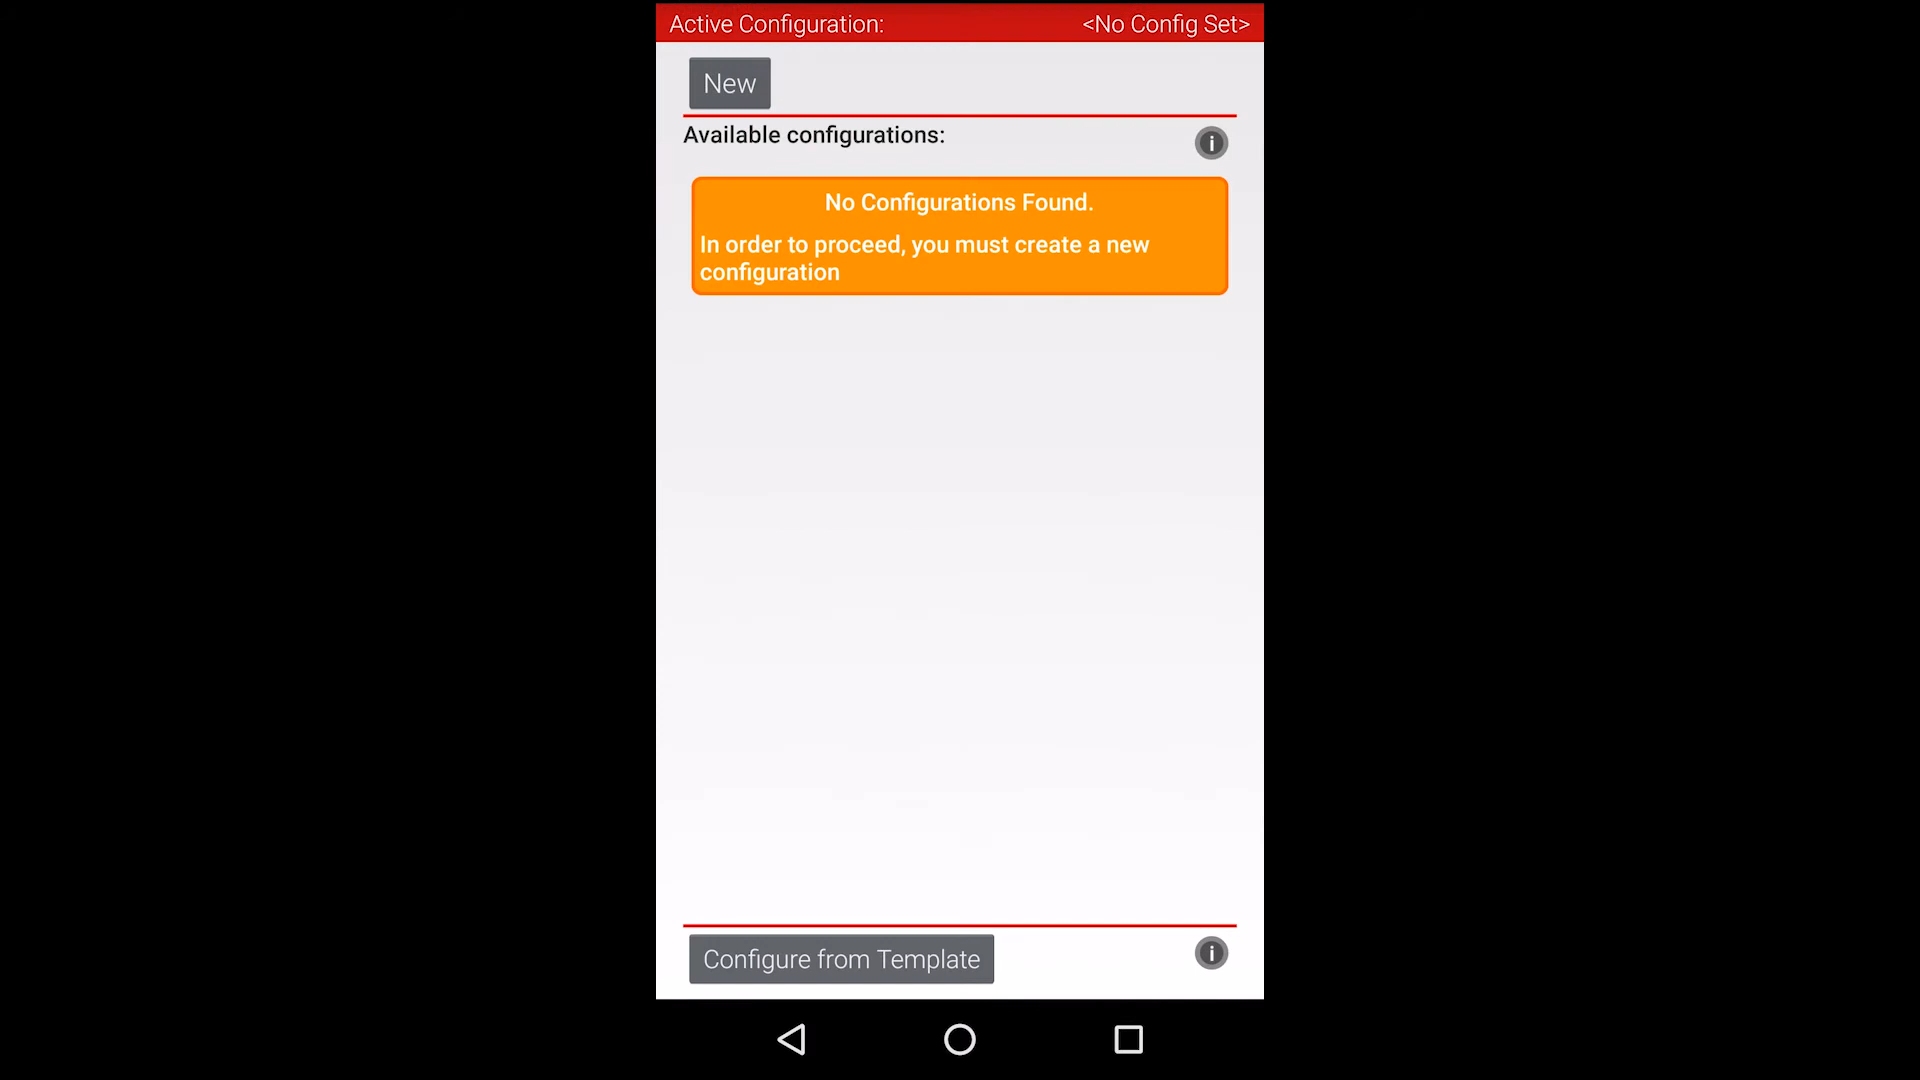 Active Configuration: <No Config Set>
New
Available configurations:
No Configurations Found.
In order to proceed, you must create a new
configuration
Configure from Template